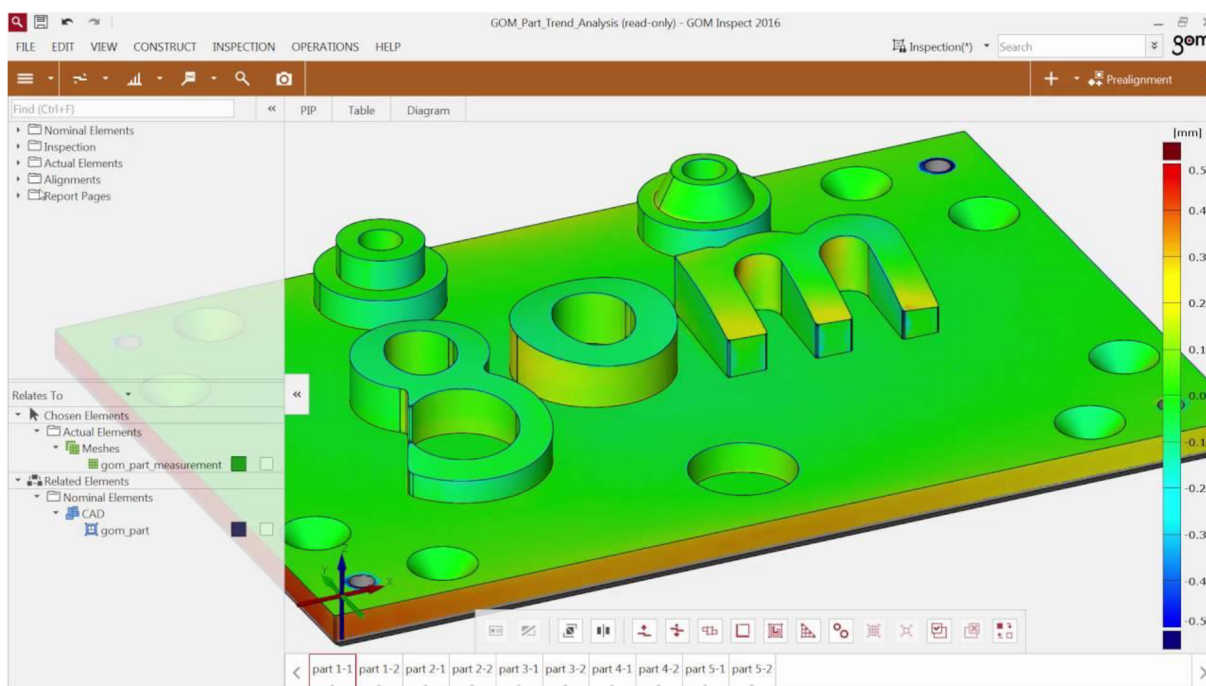 GOM_Part_Trend_Analysis (read-only) - GOM Inspect 2016
FILE EDIT VIEW CONSTRUCT INSPECTION OPERATIONS HELP
Inspection(*) Search
gom
Prealignment
Find (Ctrl+F)
PIP Table Diagram
Nominal Elements
Inspection
Actual Elements
Alignments
Report Pages
Relates To
Chosen Elements
Actual Elements
Meshes
gom_part_measurement
Related Elements
Nominal Elements
CAD
gom_part
gom
Z
Y
X
[mm]
0.5
0.4
0.3
0.2
0.1
0.0
-0.1
-0.2
-0.3
-0.4
-0.5
part 1-1 part 1-2 part 2-1 part 2-2 part 3-1 part 3-2 part 4-1 part 4-2 part 5-1 part 5-2